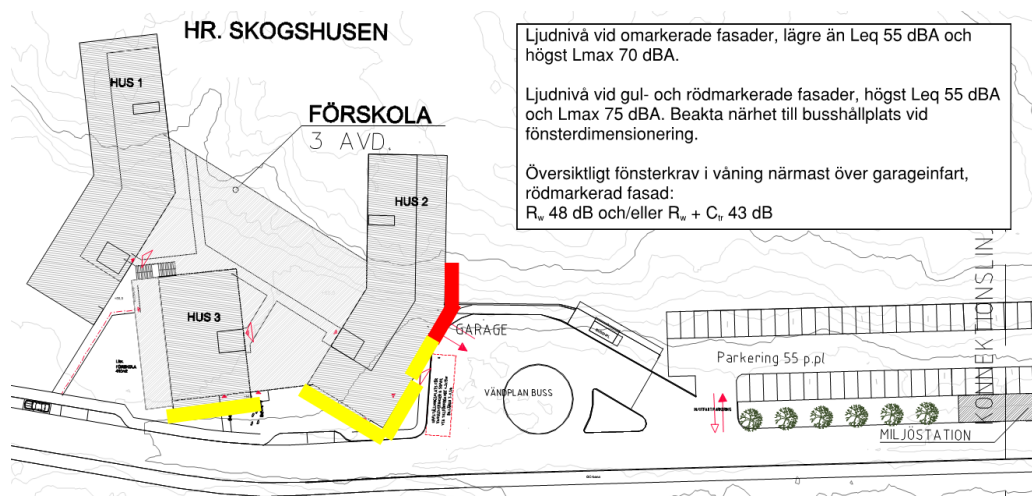 HR. SKOGSHUSEN
Ljudnivå vid omarkerade fasader, lägre än Leq 55 dBA och
högst Lmax 70 dBA.
Ljudnivå vid gul- och rödmarkerade fasader, högst Leq 55 dBA
och Lmax 75 dBA. Beakta närhet till busshållplats vid
fönsterdimensionering.
Översiktligt fönsterkrav i våning närmast över garageinfart,
rödmarkerad fasad:
Rw 48 dB och/eller Rw + Ctr 43 dB
HUS 1
FÖRSKOLA
3 AVD.
HUS 2
HUS 3
GARAGE
VÄNDPLAN BUSS
Parkering 55 p.pl
MILJÖSTATION
KONNEKTIONSLIN